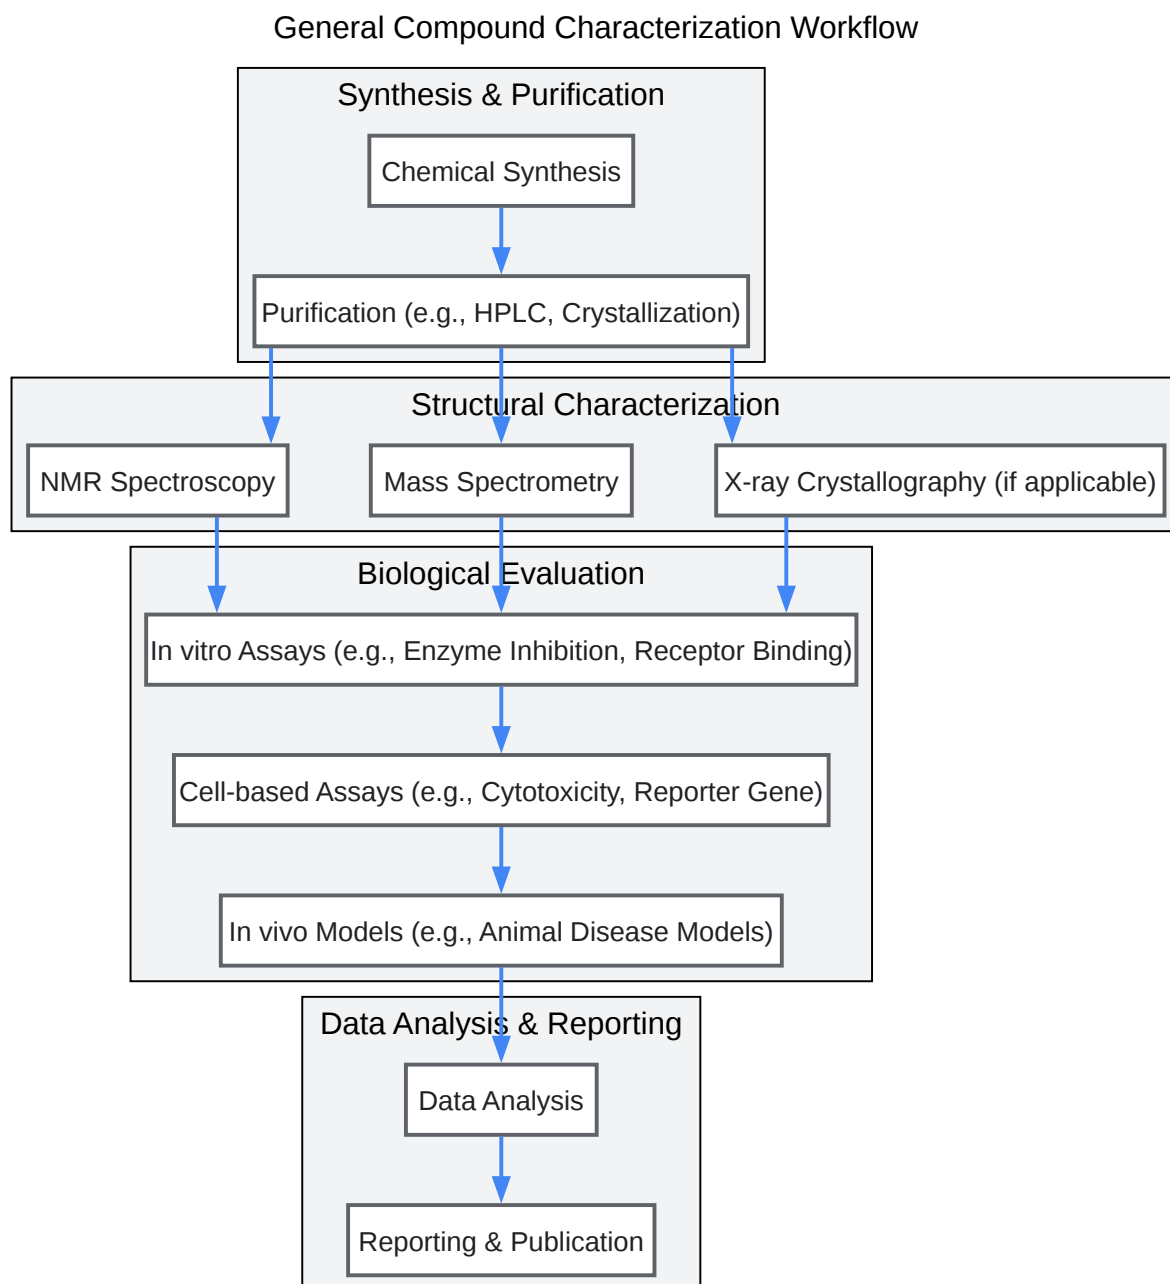 General Compound Characterization Workflow
Synthesis & Purification
Chemical Synthesis
Purification (e.g., HPLC, Crystallization)
Structural Characterization
NMR Spectroscopy
Mass Spectrometry
X-ray Crystallography (if applicable)
Biological Evaluation
In vitro Assays (e.g., Enzyme Inhibition, Receptor Binding)
Cell-based Assays (e.g., Cytotoxicity, Reporter Gene)
In vivo Models (e.g., Animal Disease Models)
Data Analysis & Reporting
Data Analysis
Reporting & Publication